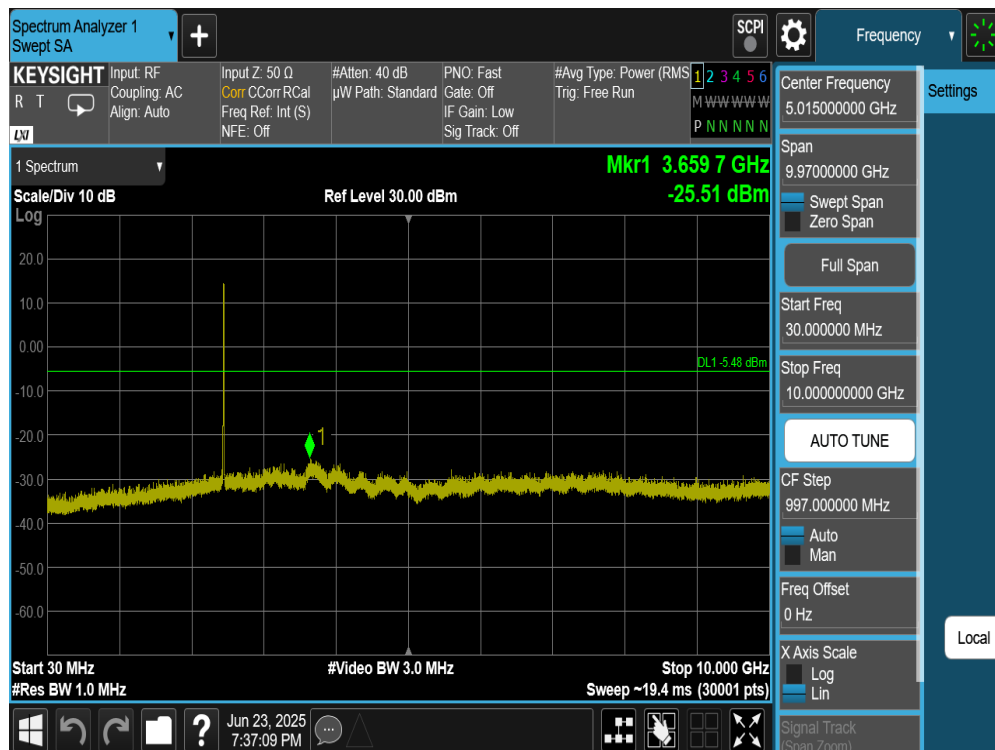 Spectrum Analyzer 1
Swept SA
+
SCPI
Frequency
KEYSIGHT
R T
LXI
Input: RF
Coupling: AC
Align: Auto
Input Z: 50 Ω
Corr CCorr RCal
Freq Ref: Int (S)
NFE: Off
#Atten: 40 dB
µW Path: Standard
PNO: Fast
Gate: Off
IF Gain: Low
Sig Track: Off
#Avg Type: Power (RMS
Trig: Free Run
1 2 3 4 5 6
M W W W W W
P N N N N N
1 Spectrum
Scale/Div 10 dB
Ref Level 30.00 dBm
Mkr1 3.659 7 GHz
-25.51 dBm
Log
20.0
10.0
0.00
-10.0
-20.0
-30.0
-40.0
-50.0
-60.0
DL1 -5.48 dBm
1
Start 30 MHz
#Video BW 3.0 MHz
Stop 10.000 GHz
#Res BW 1.0 MHz
Sweep ~19.4 ms (30001 pts)
Center Frequency
5.015000000 GHz
Span
9.97000000 GHz
Swept Span
Zero Span
Full Span
Start Freq
30.000000 MHz
Stop Freq
10.000000000 GHz
AUTO TUNE
CF Step
997.000000 MHz
Auto
Man
Freq Offset
0 Hz
X Axis Scale
Log
Lin
Signal Track
(Span Zoom)
Settings
Local
?
Jun 23, 2025
7:37:09 PM